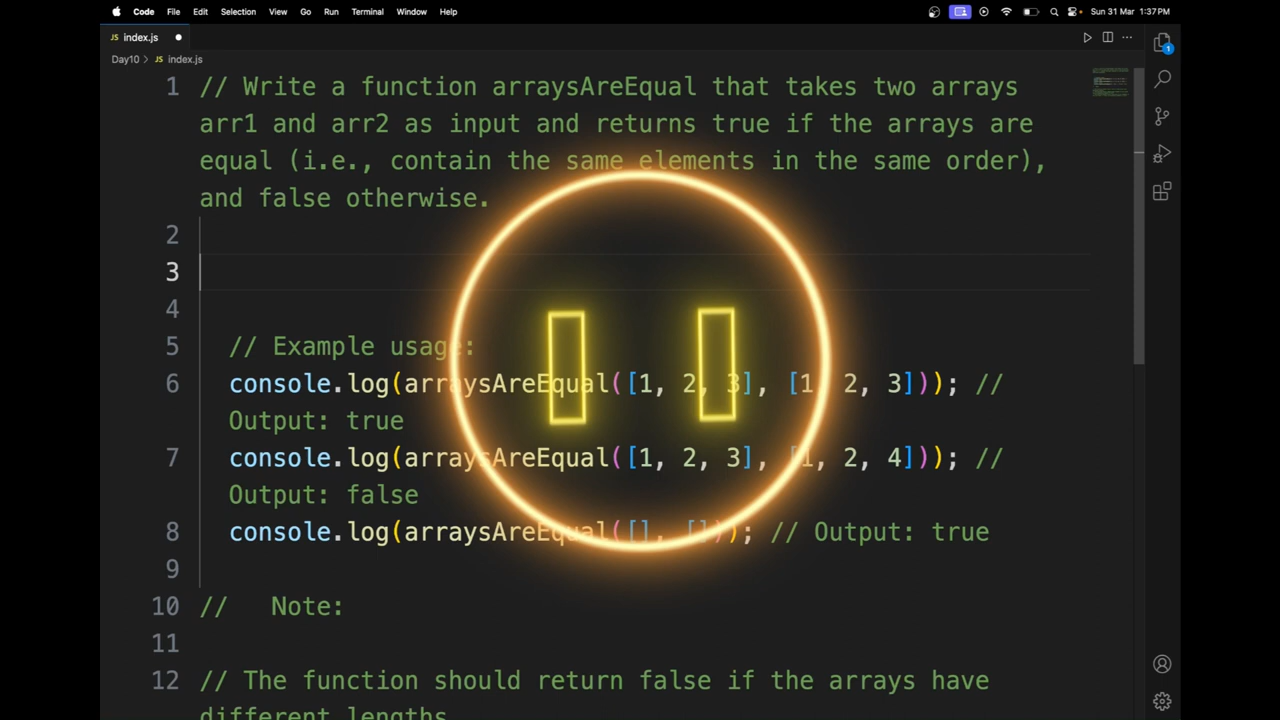 Code File Edit Selection View Go Run Terminal Window Help Sun 31 Mar 1:37 PM
JS index.js
Day10 > JS index.js
1 // Write a function arraysAreEqual that takes two arrays
arr1 and arr2 as input and returns true if the arrays are
equal (i.e., contain the same elements in the same order),
and false otherwise.
2
3
4
5 // Example usage:
6 console.log(arraysAreEqual([1, 2, 3], [1, 2, 3])); //
Output: true
7 console.log(arraysAreEqual([1, 2, 3], [1, 2, 4])); //
Output: false
8 console.log(arraysAreEqual([], [])); // Output: true
9
10 // Note:
11
12 // The function should return false if the arrays have
different lengths
1